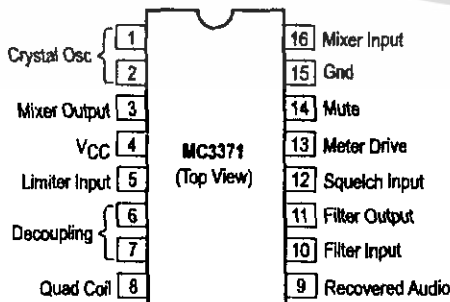 Crystal Osc
1
2
Mixer Output 3
VCC 4
Limiter Input 5
Decoupling
6
7
Quad Coil 8
MC3371
(Top View)
16 Mixer Input
15 Gnd
14 Mute
13 Meter Drive
12 Squelch Input
11 Filter Output
10 Filter Input
9 Recovered Audio